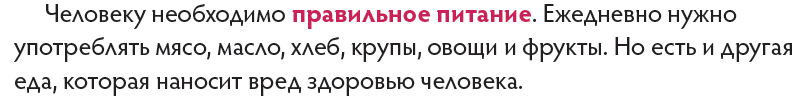 Человеку необходимо правильное питание. Ежедневно нужно
употреблять мясо, масло, хлеб, крупы, овощи и фрукты. Но есть и другая
еда, которая наносит вред здоровью человека.